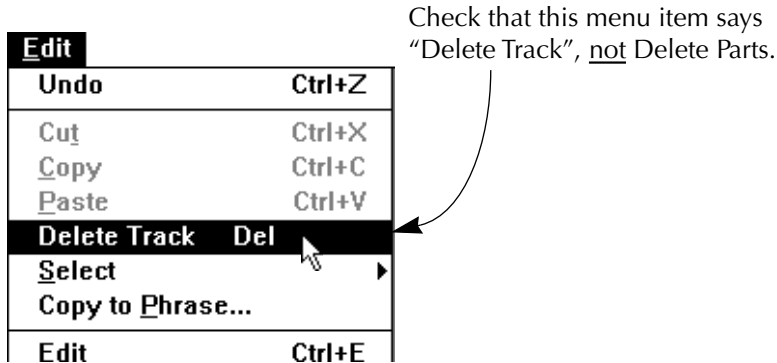 Check that this menu item says
“Delete Track”, not Delete Parts.
Edit
Undo Ctrl+Z
Cut Ctrl+X
Copy Ctrl+C
Paste Ctrl+V
Delete Track Del
Select
Copy to Phrase...
Edit Ctrl+E